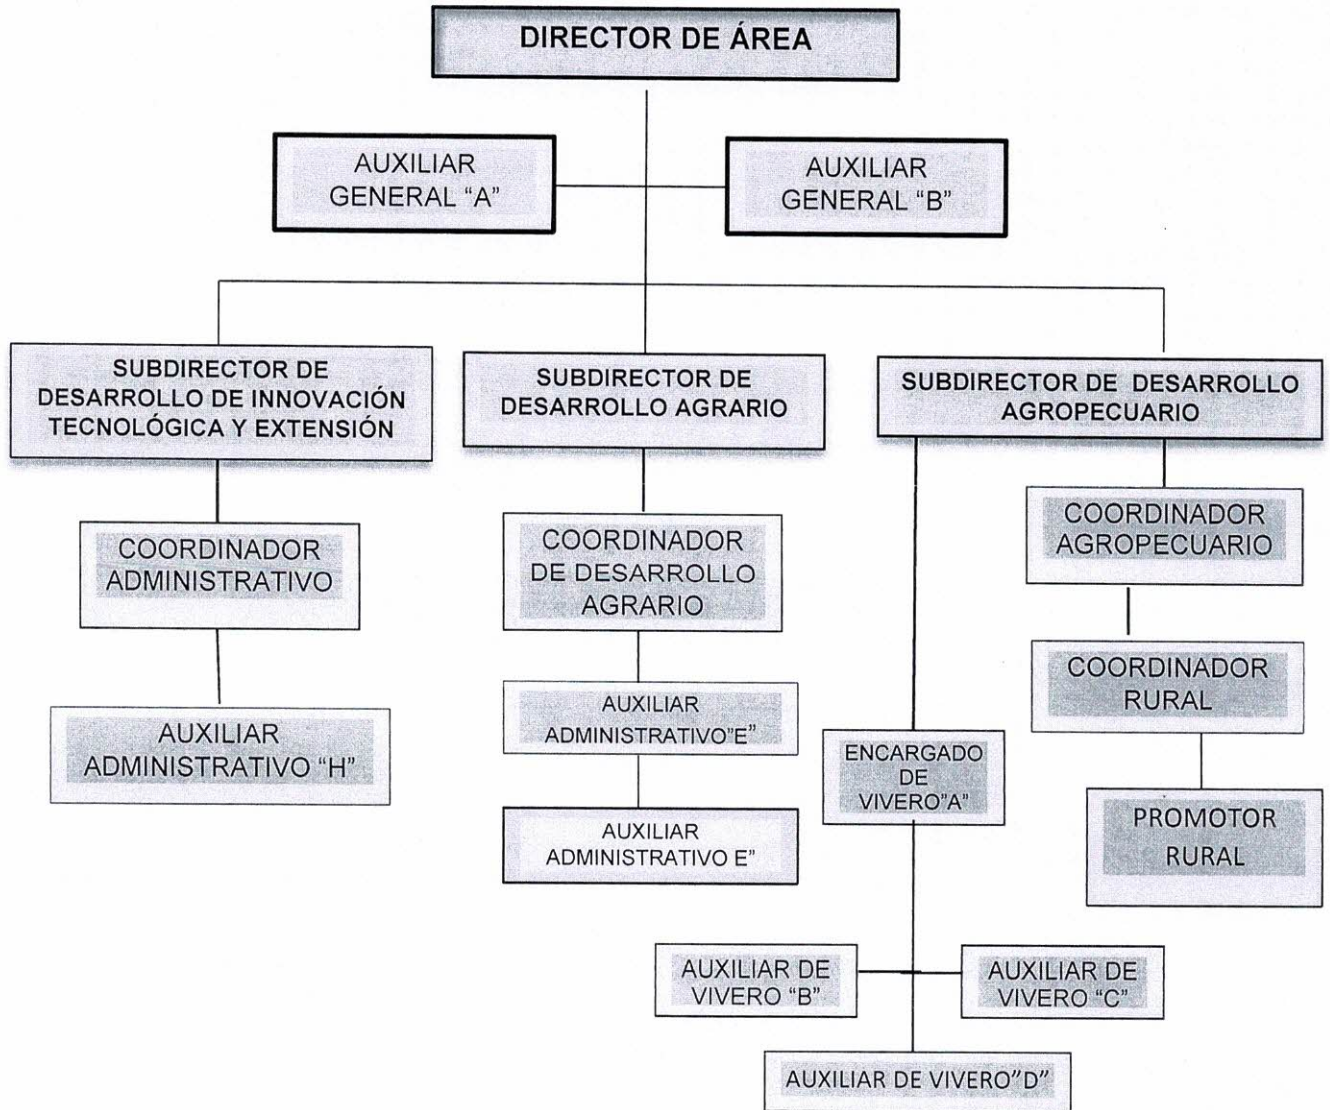 DIRECTOR DE ÁREA
AUXILIAR
GENERAL “A”
AUXILIAR
GENERAL “B”
SUBDIRECTOR DE
DESARROLLO DE INNOVACIÓN
TECNOLÓGICA Y EXTENSIÓN
SUBDIRECTOR DE
DESARROLLO AGRARIO
SUBDIRECTOR DE DESARROLLO
AGROPECUARIO
COORDINADOR
ADMINISTRATIVO
COORDINADOR
DE DESARROLLO
AGRARIO
COORDINADOR
AGROPECUARIO
COORDINADOR
RURAL
AUXILIAR
ADMINISTRATIVO “H”
AUXILIAR
ADMINISTRATIVO"E"
ENCARGADO
DE
VIVERO"A"
PROMOTOR
RURAL
AUXILIAR
ADMINISTRATIVO E"
AUXILIAR DE
VIVERO “B”
AUXILIAR DE
VIVERO “C”
AUXILIAR DE VIVERO"D"